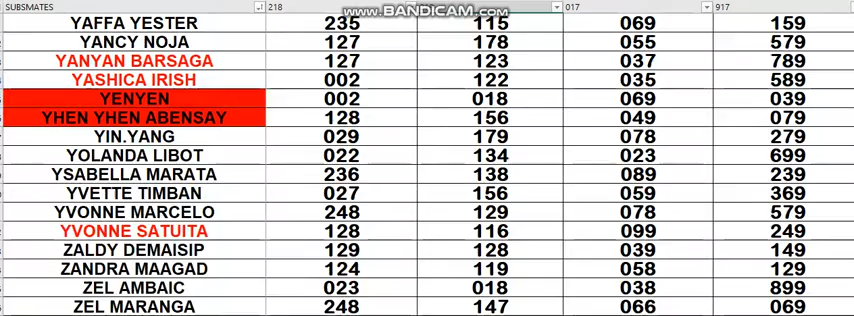 www.BANDICAM.com
SUBSMATES 218 017 917
YAFFA YESTER 235 115 069 159
YANCY NOJA 127 178 055 579
YANYAN BARSAGA 127 123 037 789
YASHICA IRISH 002 122 035 589
YENYEN 002 018 069 039
YHEN YHEN ABENSAY 128 156 049 079
YIN.YANG 029 179 078 279
YOLANDA LIBOT 022 134 023 699
YSABELLA MARATA 236 138 089 239
YVETTE TIMBAN 027 156 059 369
YVONNE MARCELO 248 129 078 579
YVONNE SATUITA 128 116 099 249
ZALDY DEMAISIP 129 128 039 149
ZANDRA MAAGAD 124 119 058 129
ZEL AMBAIC 023 018 038 899
ZEL MARANGA 248 147 066 069